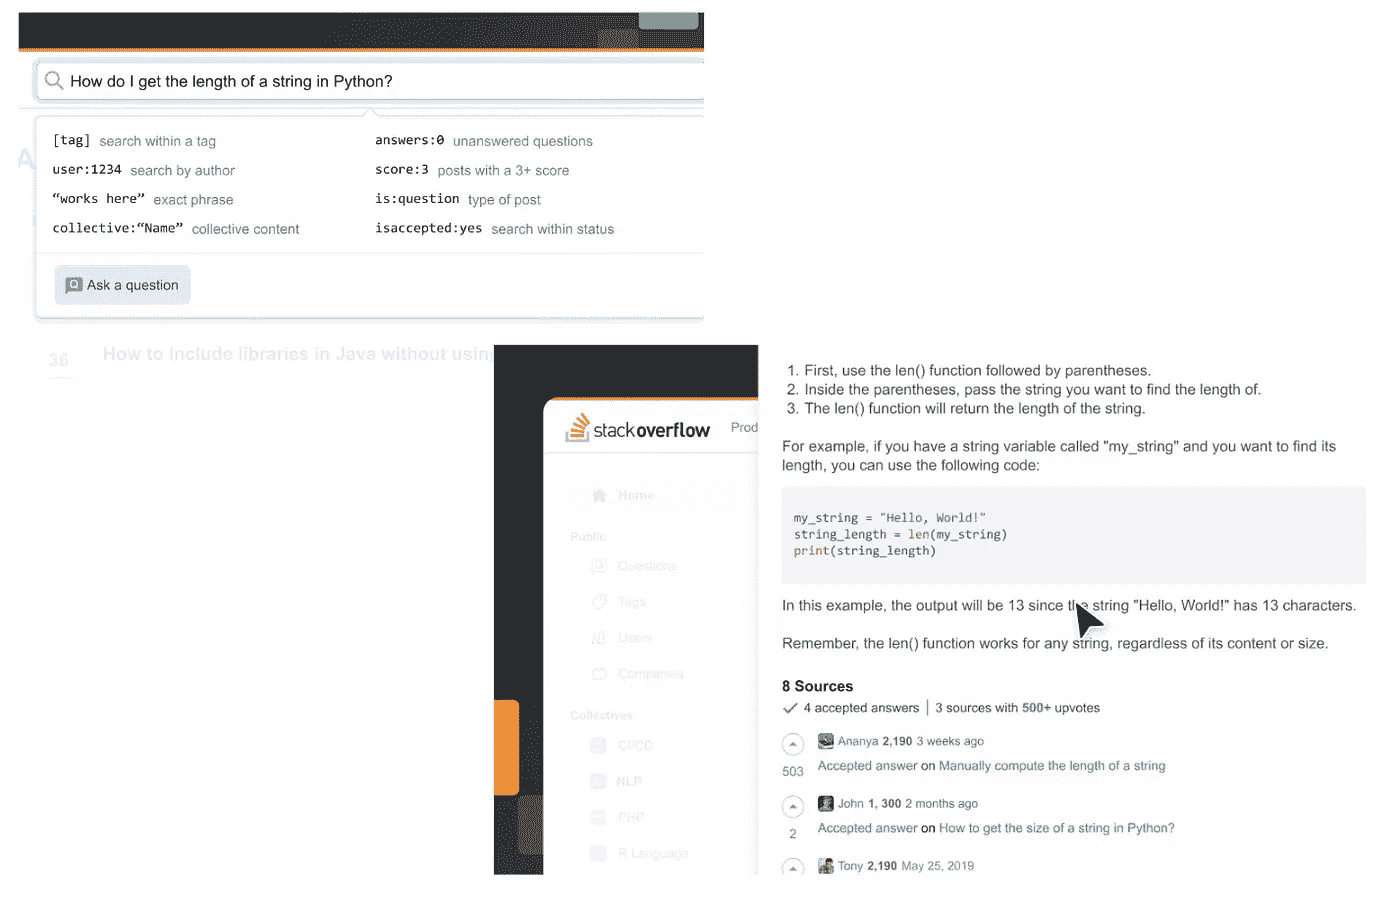 How do I get the length of a string in Python?
[tag] search within a tag
answers:0 unanswered questions
user:1234 search by author
score:3 posts with a 3+ score
“works here” exact phrase
is:question type of post
collective:“Name” collective content
isaccepted:yes search within status
Ask a question
36
How to include libraries in Java without using
stackoverflow
Prod
Home
Public
Questions
Tags
Users
Companies
Collectives
CI/CD
NLP
PHP
R Language
1. First, use the len() function followed by parentheses.
2. Inside the parentheses, pass the string you want to find the length of.
3. The len() function will return the length of the string.
For example, if you have a string variable called "my_string" and you want to find its
length, you can use the following code:
my_string = "Hello, World!"
string_length = len(my_string)
print(string_length)
In this example, the output will be 13 since the string "Hello, World!" has 13 characters.
Remember, the len() function works for any string, regardless of its content or size.
8 Sources
4 accepted answers | 3 sources with 500+ upvotes
Ananya 2,190 3 weeks ago
503
Accepted answer on Manually compute the length of a string
John 1, 300 2 months ago
2
Accepted answer on How to get the size of a string in Python?
Tony 2,190 May 25, 2019